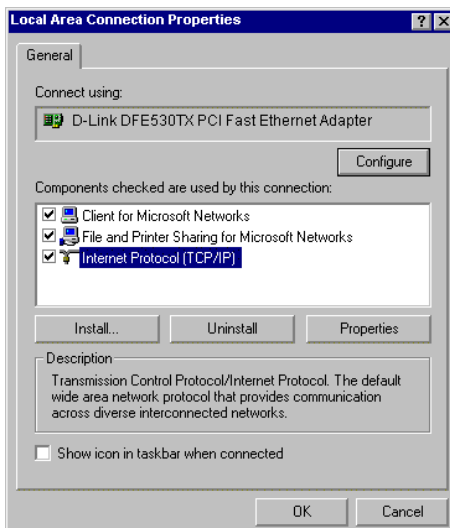 Local Area Connection Properties
General
Connect using:
D-Link DFE530TX PCI Fast Ethernet Adapter
Configure
Components checked are used by this connection:
Client for Microsoft Networks
File and Printer Sharing for Microsoft Networks
Internet Protocol (TCP/IP)
Install... Uninstall Properties
Description
Transmission Control Protocol/Internet Protocol. The default
wide area network protocol that provides communication
across diverse interconnected networks.
Show icon in taskbar when connected
OK Cancel